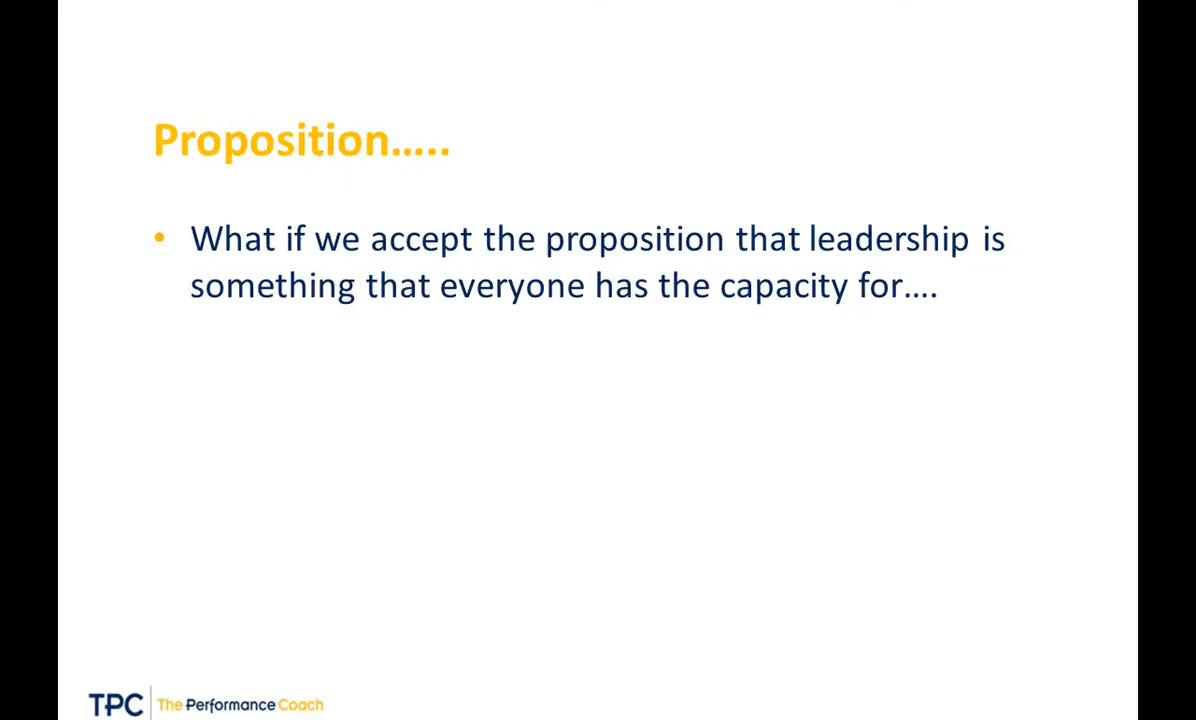 Proposition…..
• What if we accept the proposition that leadership is
something that everyone has the capacity for….
TPC | The Performance Coach